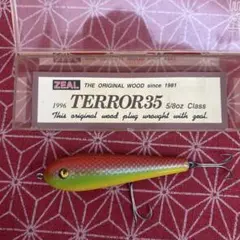 ZEAL THE ORIGINAL WOOD since 1981
1996 TERROR35 5/8oz Class
This original wood plug wrought with zeal.